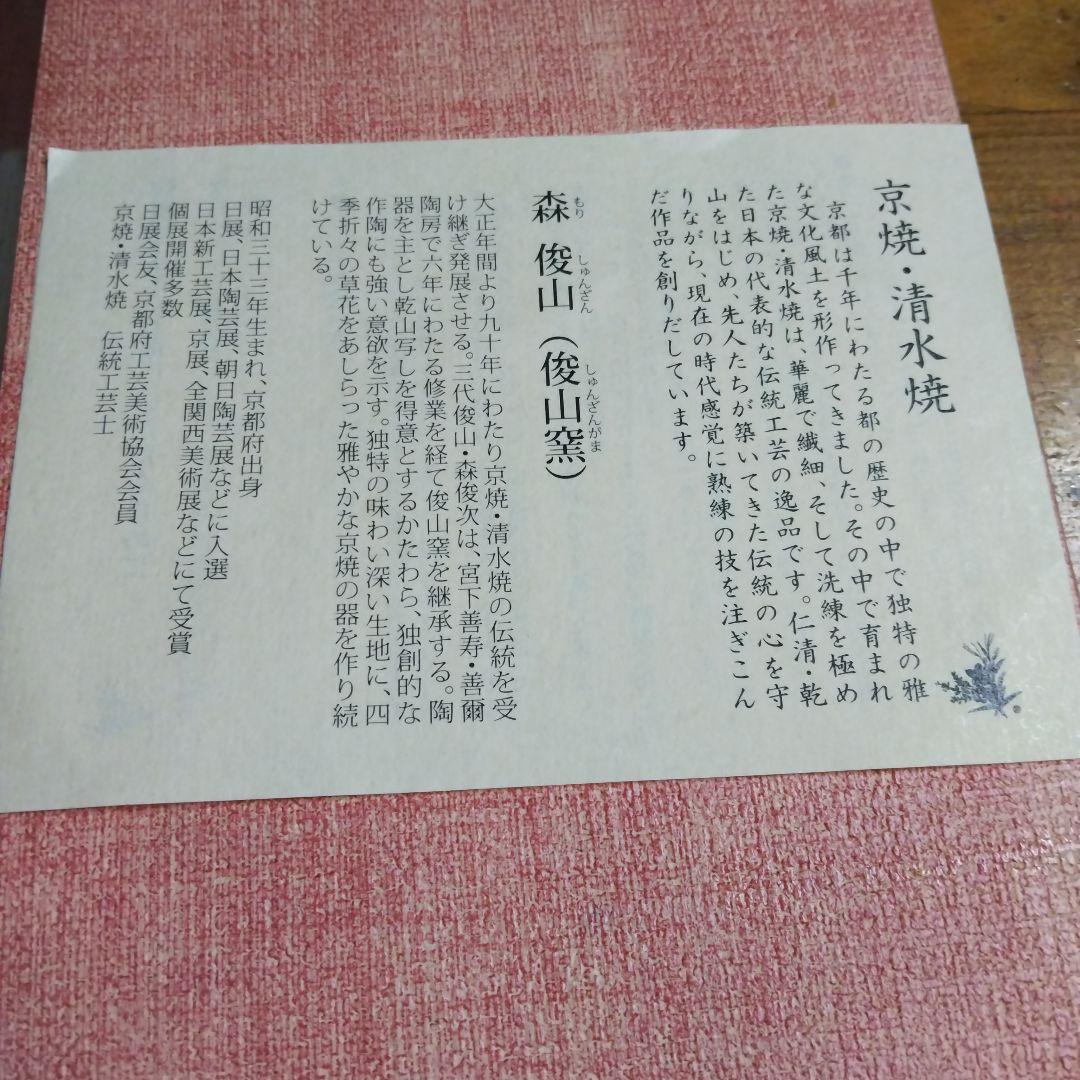 京焼・清水焼
京都は千年にわたる都の歴史の中で独特の雅
な文化風土を形作ってきました。その中で育まれ
た京焼・清水焼は、華麗で繊細、そして洗練を極め
た日本の代表的な伝統工芸の逸品です。仁清・乾
山をはじめ、先人たちが築いてきた伝統の心を守
りながら、現在の時代感覚に熟練の技を注ぎこん
だ作品を創りだしています。
森 俊山（俊山窯）
もり しゅんざん しゅんざんがま
大正年間より九十年にわたり京焼・清水焼の伝統を受
け継ぎ発展させる。三代俊山・森俊次は、宮下善寿・善爾
陶房で六年にわたる修業を経て俊山窯を継承する。陶
器を主とし乾山写しを得意とするかたわら、独創的な
作陶にも強い意欲を示す。独特の味わい深い生地に、四
季折々の草花をあしらった雅やかな京焼の器を作り続
けている。
昭和三十三年生まれ、京都府出身
日展、日本陶芸展、朝日陶芸展などに入選
日本新工芸展、京展、全関西美術展などにて受賞
個展開催多数
日展会友、京都府工芸美術協会会員
京焼・清水焼 伝統工芸士